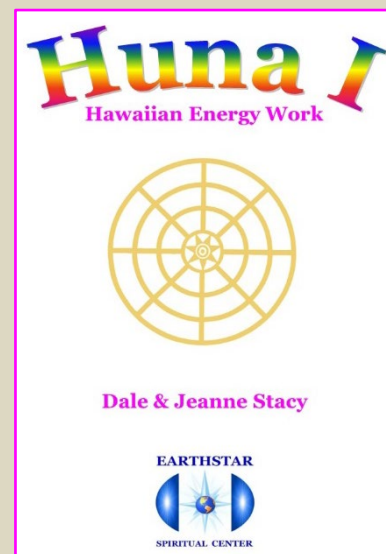 Huna I
Hawaiian Energy Work
Dale & Jeanne Stacy
EARTHSTAR
SPIRITUAL CENTER